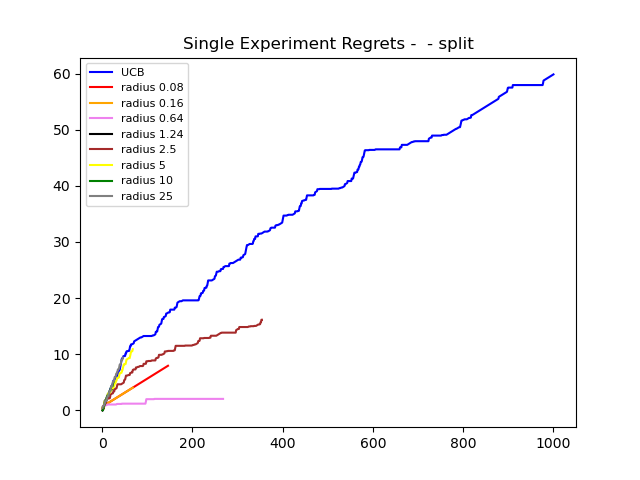 Single Experiment Regrets -  - split
UCB
radius 0.08
radius 0.16
radius 0.64
radius 1.24
radius 2.5
radius 5
radius 10
radius 25
60
50
40
30
20
10
0
0 200 400 600 800 1000